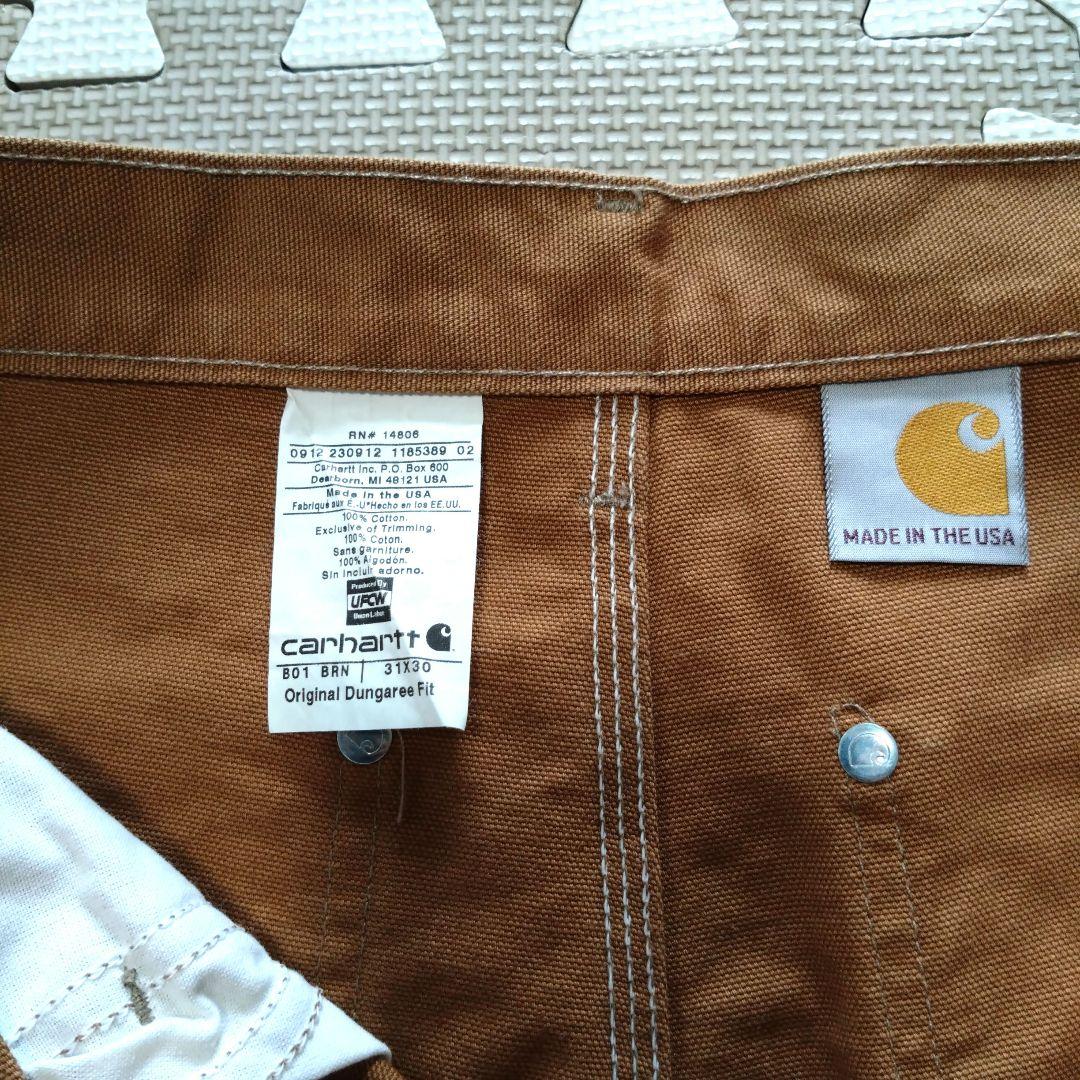 RN# 14806
0912 230912 1185389 02
Carhartt Inc. P.O. Box 600
Dearborn, MI 48121 USA
Made in the USA
Fabriqué aux E.-U*Hecho en los EE.UU.
100% Cotton.
Exclusive of Trimming.
100% Coton.
Sans garniture.
100% Algodón.
Sin incluir adorno.
Produced By
UFCW
Union Label
carhartt
B01 BRN / 31X30
Original Dungaree Fit
MADE IN THE USA